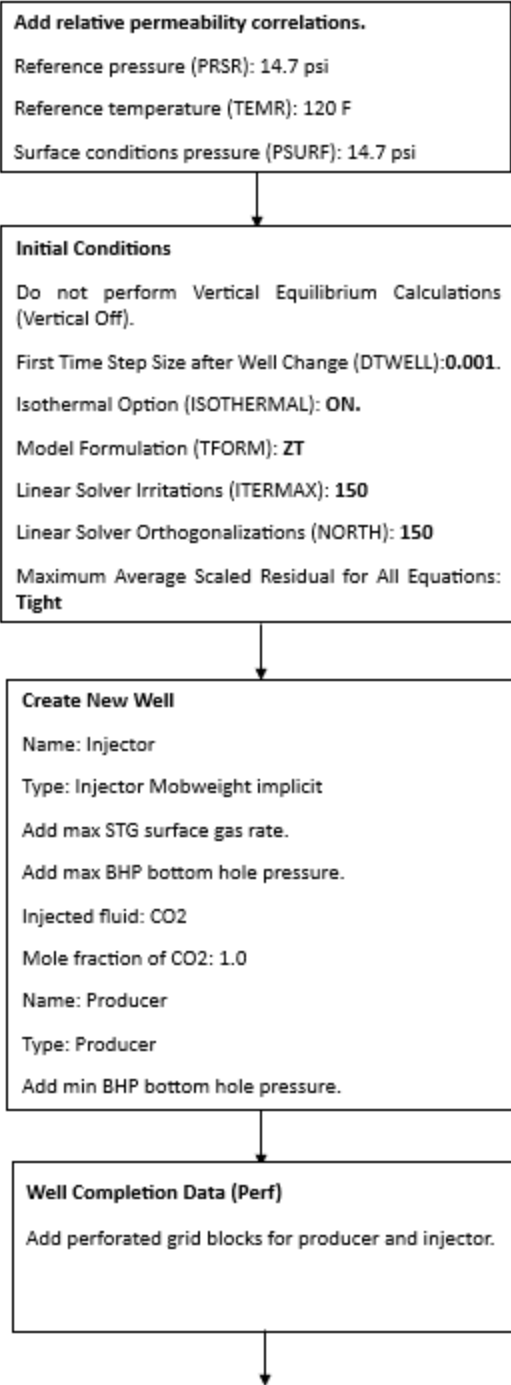 Add relative permeability correlations.
Reference pressure (PRSR): 14.7 psi
Reference temperature (TEMR): 120 F
Surface conditions pressure (PSURF): 14.7 psi
Initial Conditions
Do not perform Vertical Equilibrium Calculations
(Vertical Off).
First Time Step Size after Well Change (DTWELL):0.001.
Isothermal Option (ISOTHERMAL): ON.
Model Formulation (TFORM): ZT
Linear Solver Irritations (ITERMAX): 150
Linear Solver Orthogonalizations (NORTH): 150
Maximum Average Scaled Residual for All Equations:
Tight
Create New Well
Name: Injector
Type: Injector Mobweight implicit
Add max STG surface gas rate.
Add max BHP bottom hole pressure.
Injected fluid: CO2
Mole fraction of CO2: 1.0
Name: Producer
Type: Producer
Add min BHP bottom hole pressure.
Well Completion Data (Perf)
Add perforated grid blocks for producer and injector.